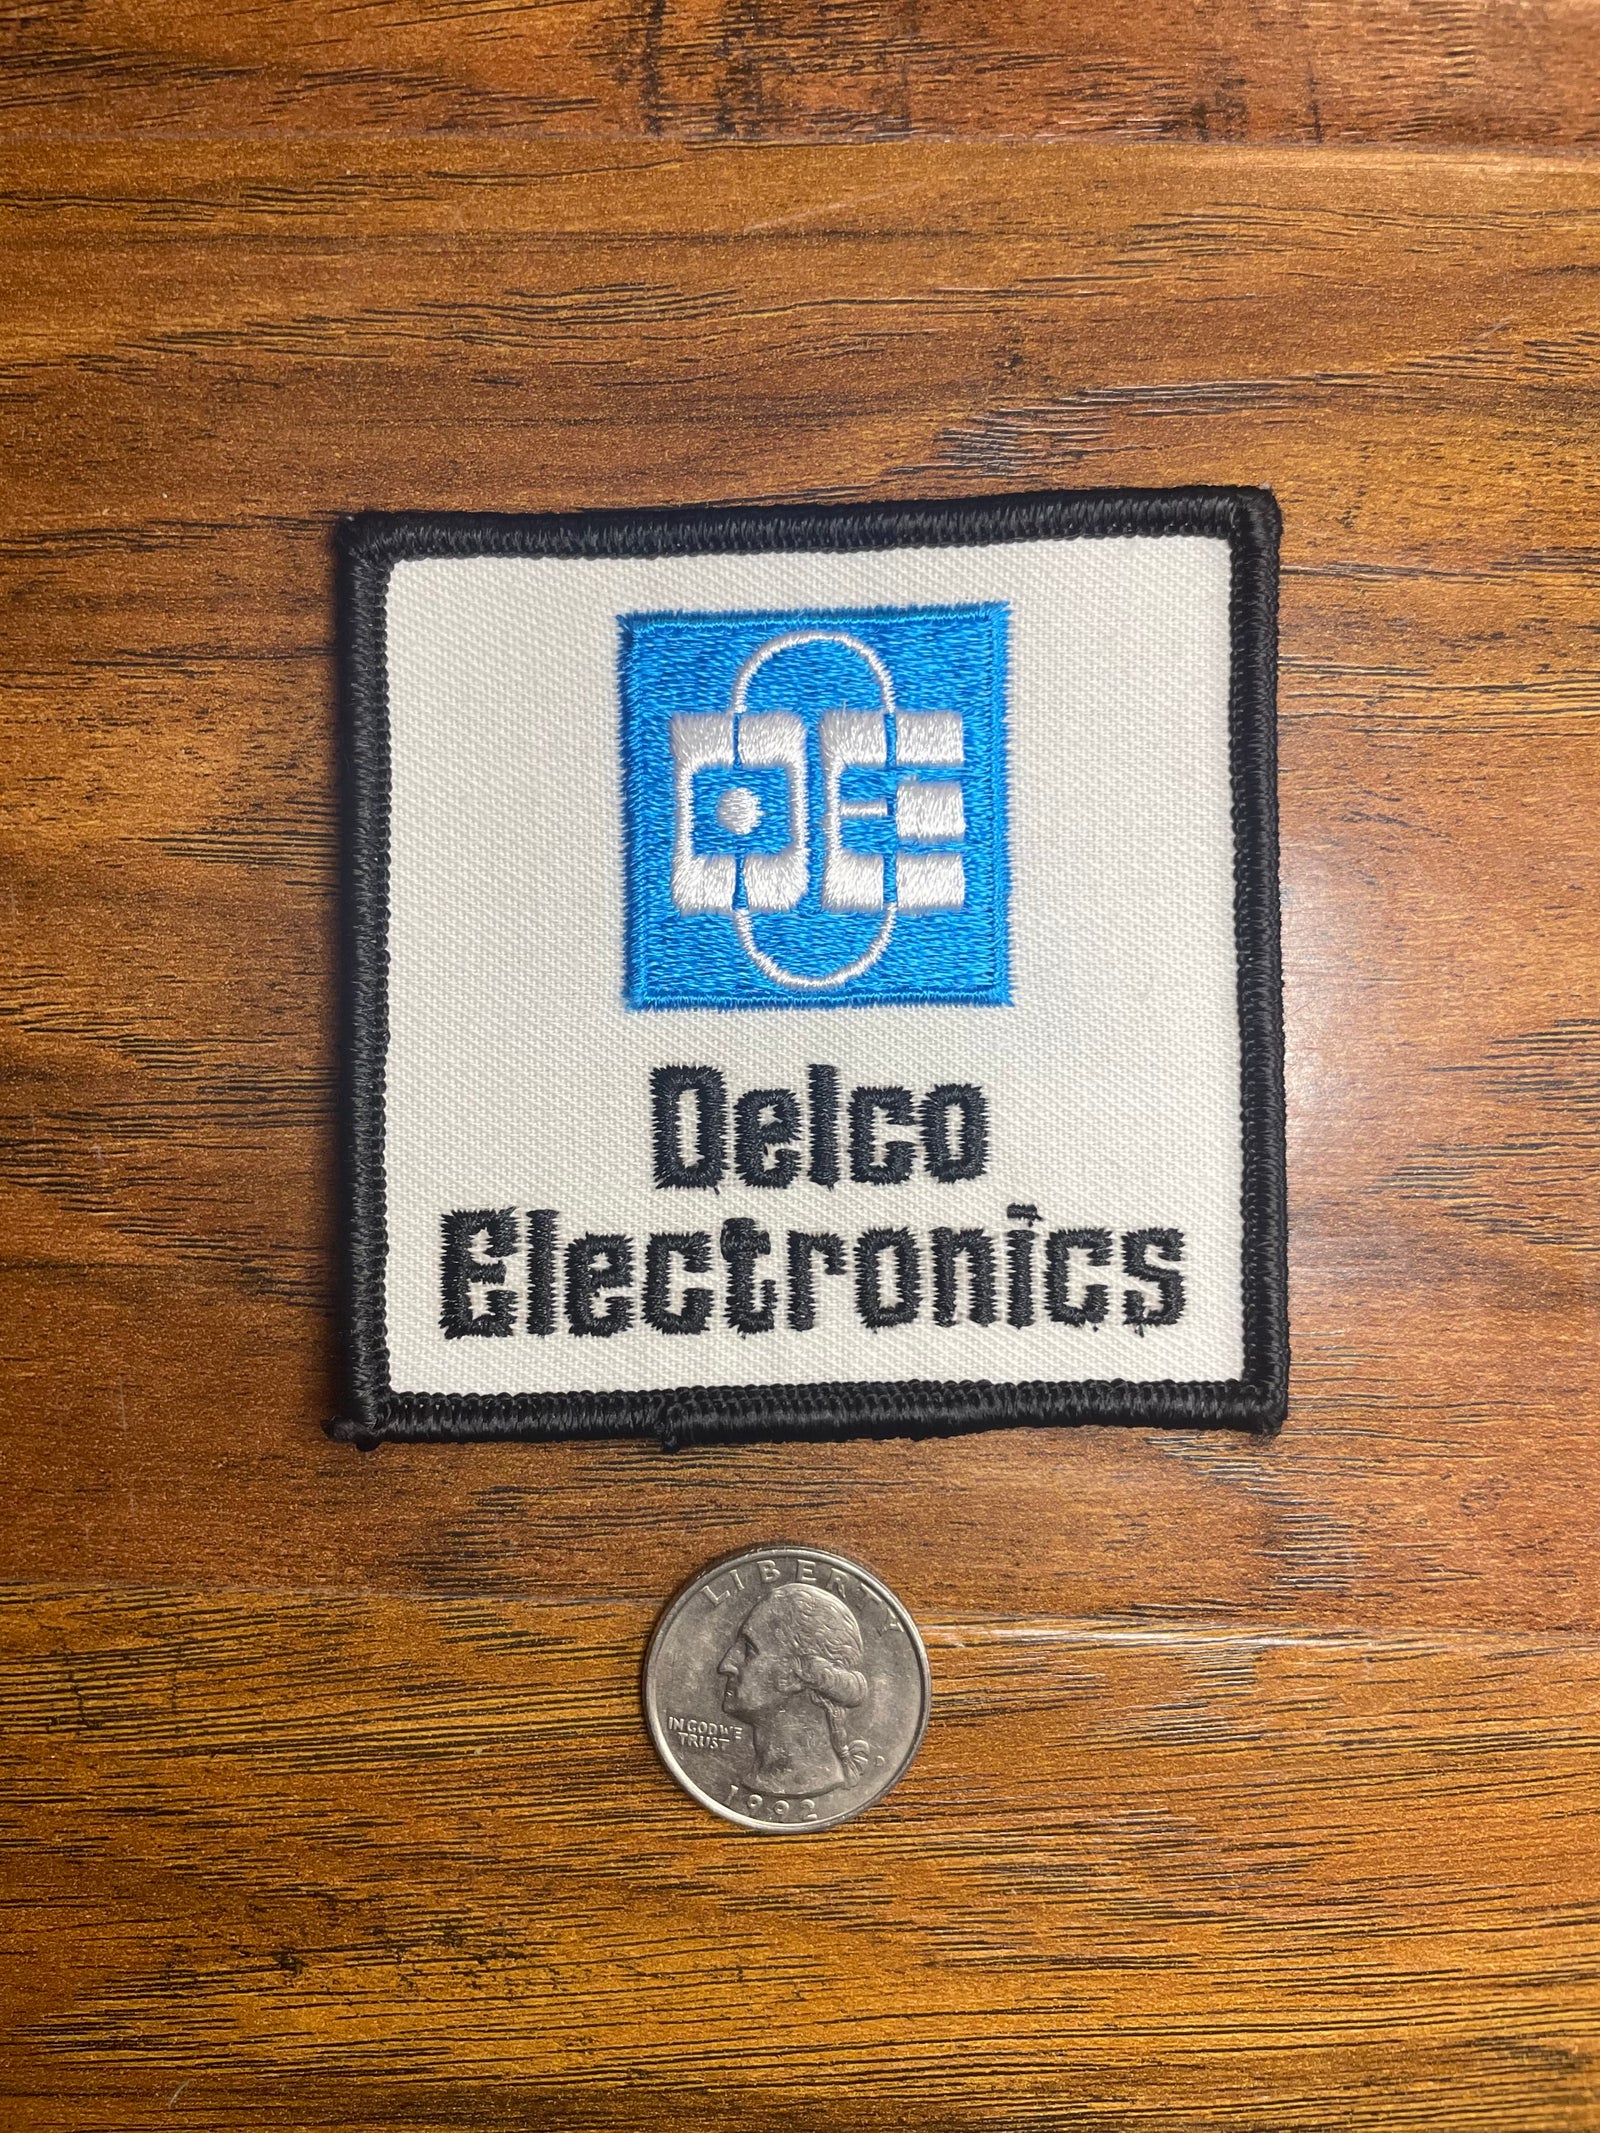 DE
Delco
Electronics
LIBERTY
IN GOD WE
TRUST
D
1992